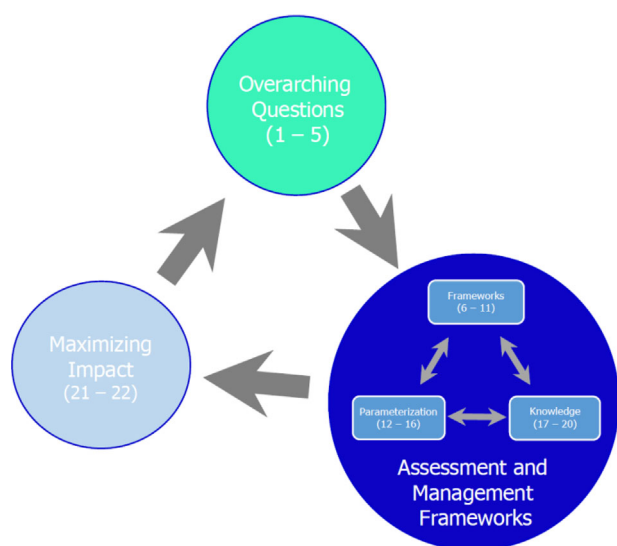 Overarching
Questions
(1 – 5)
Frameworks
(6 – 11)
Maximizing
Impact
(21 – 22)
Parameterization
(12 – 16)
Knowledge
(17 – 20)
Assessment and
Management
Frameworks